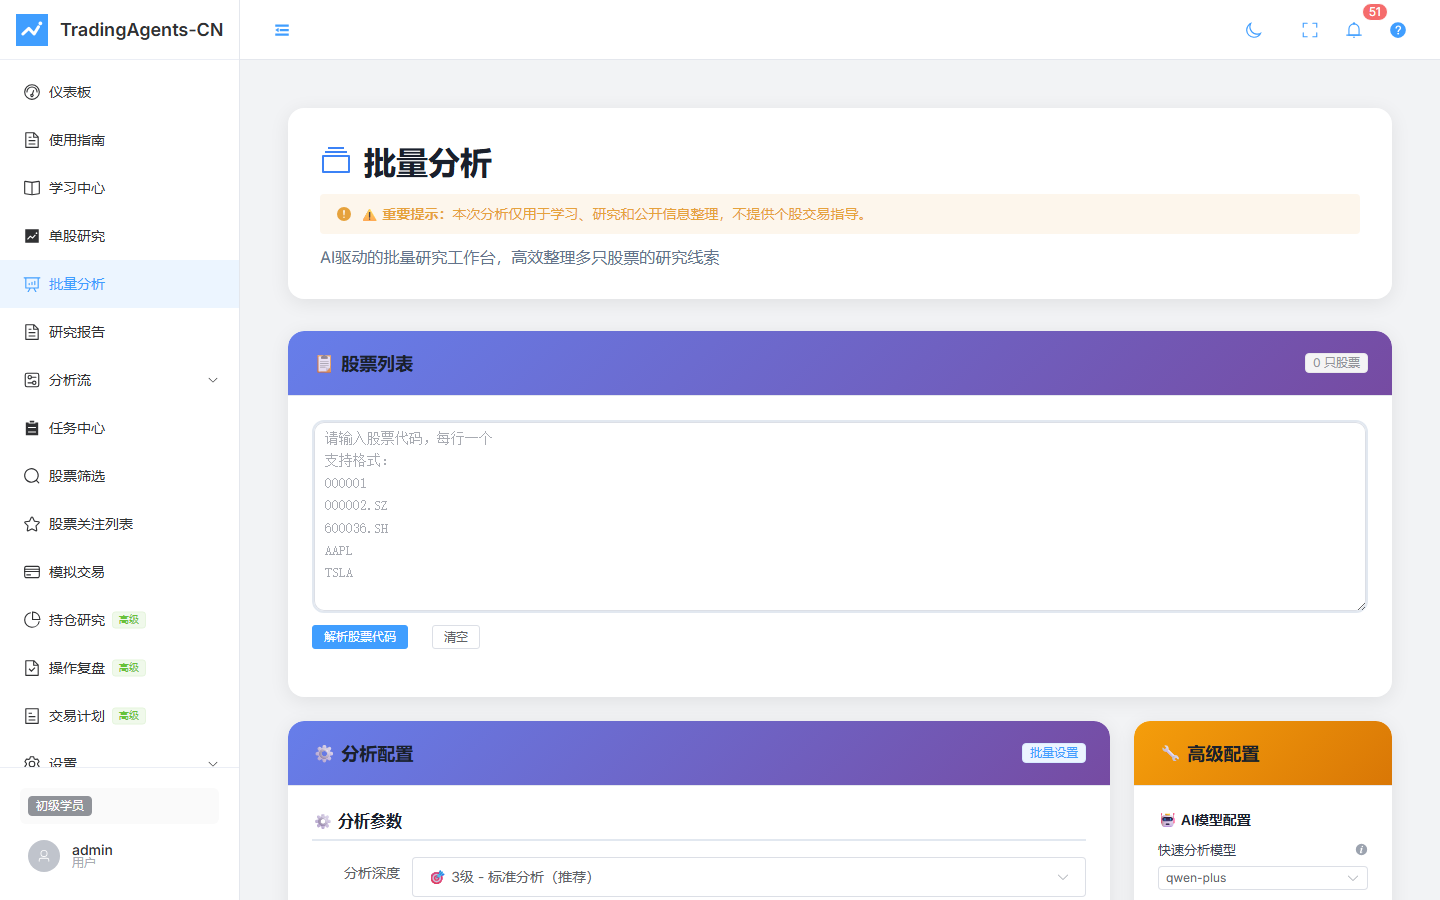 TradingAgents-CN
51
仪表板
使用指南
学习中心
单股研究
批量分析
研究报告
分析流
任务中心
股票筛选
股票关注列表
模拟交易
持仓研究 高级
操作复盘 高级
交易计划 高级
设置
初级学员
admin
用户
批量分析
重要提示：本次分析仅用于学习、研究和公开信息整理，不提供个股交易指导。
AI驱动的批量研究工作台，高效整理多只股票的研究线索
股票列表
0 只股票
请输入股票代码，每行一个
支持格式：
000001
000002.SZ
600036.SH
AAPL
TSLA
解析股票代码
清空
分析配置
批量设置
分析参数
分析深度
3级 - 标准分析（推荐）
高级配置
AI模型配置
快速分析模型
qwen-plus